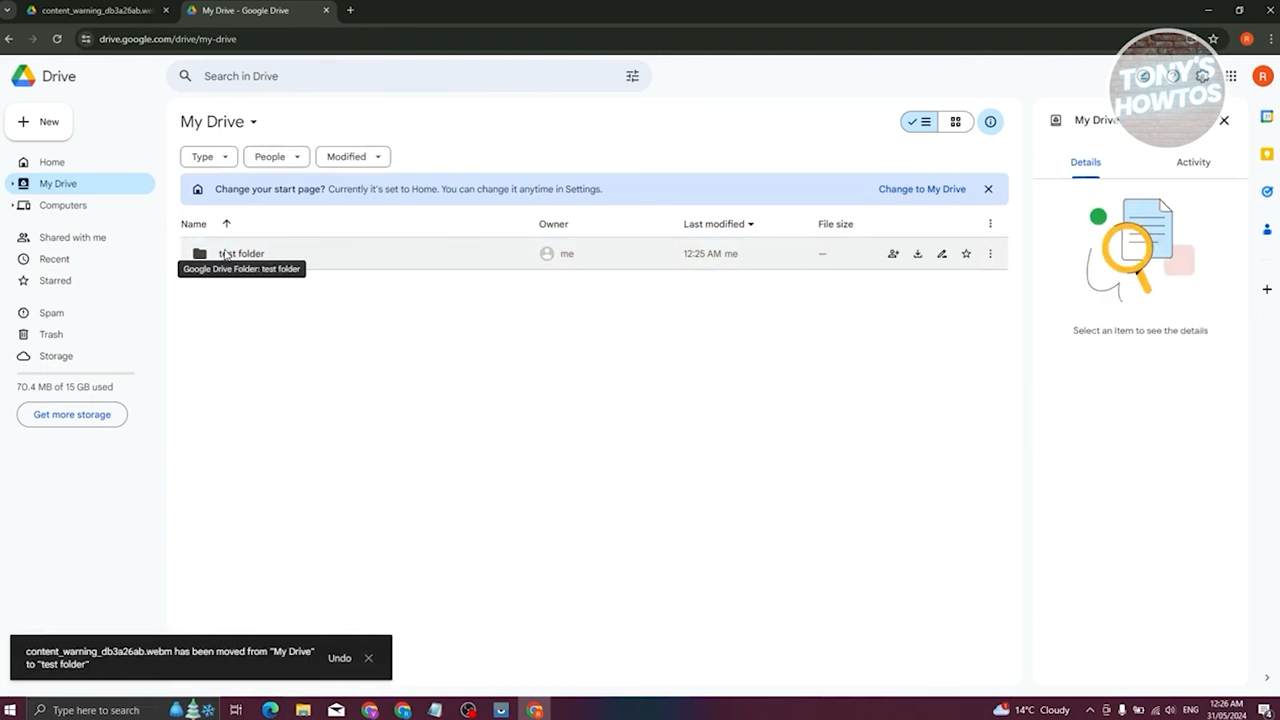 content_warning_db3a26ab.web
My Drive - Google Drive
drive.google.com/drive/my-drive
Drive
Search in Drive
TONY'S
HOWTOS
R
New
My Drive
My Drive
Type
People
Modified
Details
Activity
Home
My Drive
Computers
Change your start page? Currently it's set to Home. You can change it anytime in Settings.
Change to My Drive
Name
Owner
Last modified
File size
Shared with me
Recent
Starred
test folder
me
12:25 AM me
—
Google Drive Folder: test folder
Spam
Trash
Storage
70.4 MB of 15 GB used
Get more storage
Select an item to see the details
content_warning_db3a26ab.webm has been moved from "My Drive"
to "test folder"
Undo
Type here to search
14°C Cloudy
12:26 AM
31/05/2024